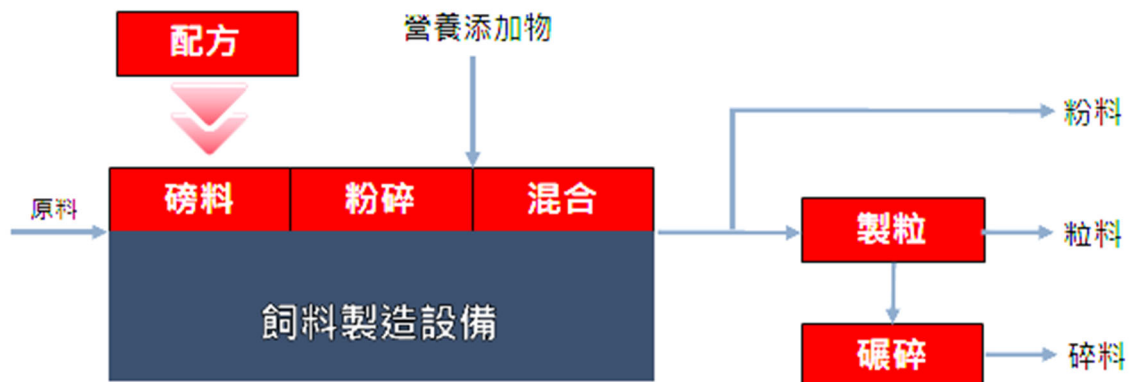 配方
營養添加物
粉料
磅料 粉碎 混合
原料
製粒
粒料
飼料製造設備
碾碎
碎料